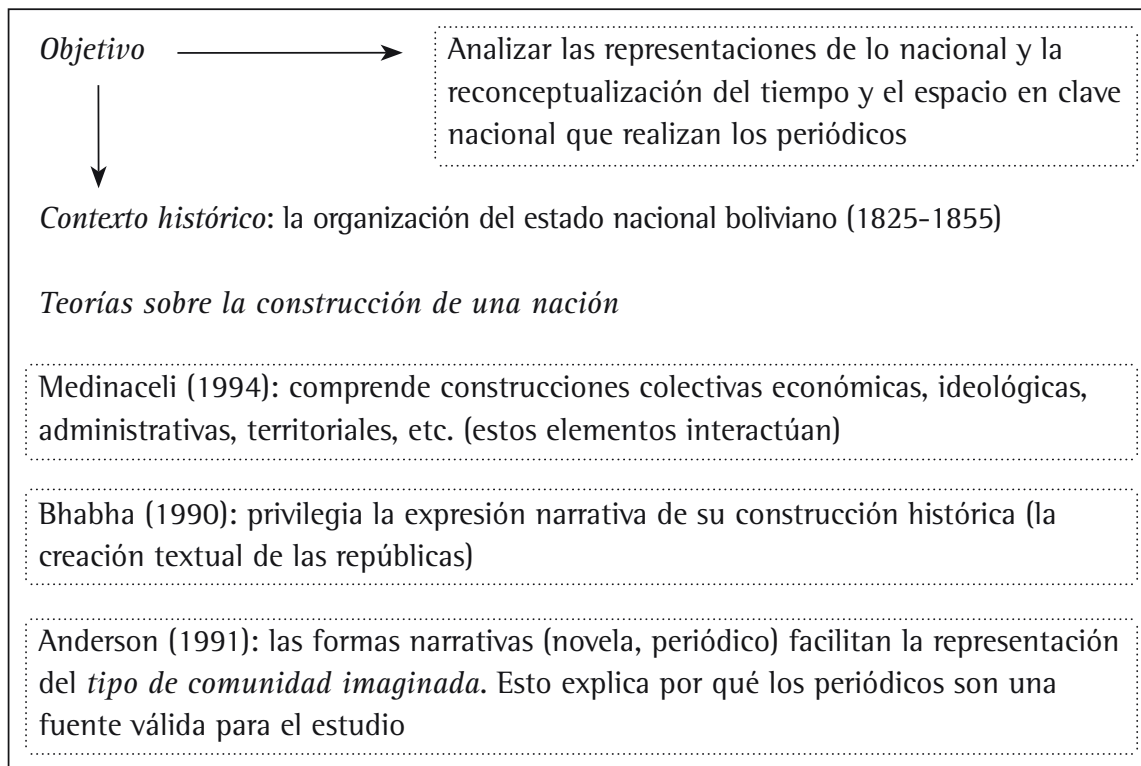 Objetivo
Analizar las representaciones de lo nacional y la
reconceptualización del tiempo y el espacio en clave
nacional que realizan los periódicos
Contexto histórico: la organización del estado nacional boliviano (1825-1855)
Teorías sobre la construcción de una nación
Medinaceli (1994): comprende construcciones colectivas económicas, ideológicas,
administrativas, territoriales, etc. (estos elementos interactúan)
Bhabha (1990): privilegia la expresión narrativa de su construcción histórica (la
creación textual de las repúblicas)
Anderson (1991): las formas narrativas (novela, periódico) facilitan la representación
del tipo de comunidad imaginada. Esto explica por qué los periódicos son una
fuente válida para el estudio